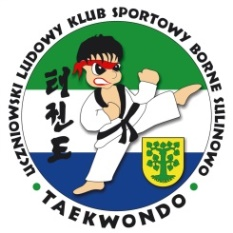 UCZNIOWSKI LUDOWY KLUB SPORTOWY BORNE SULINOWO
태권도
• TAEKWONDO •